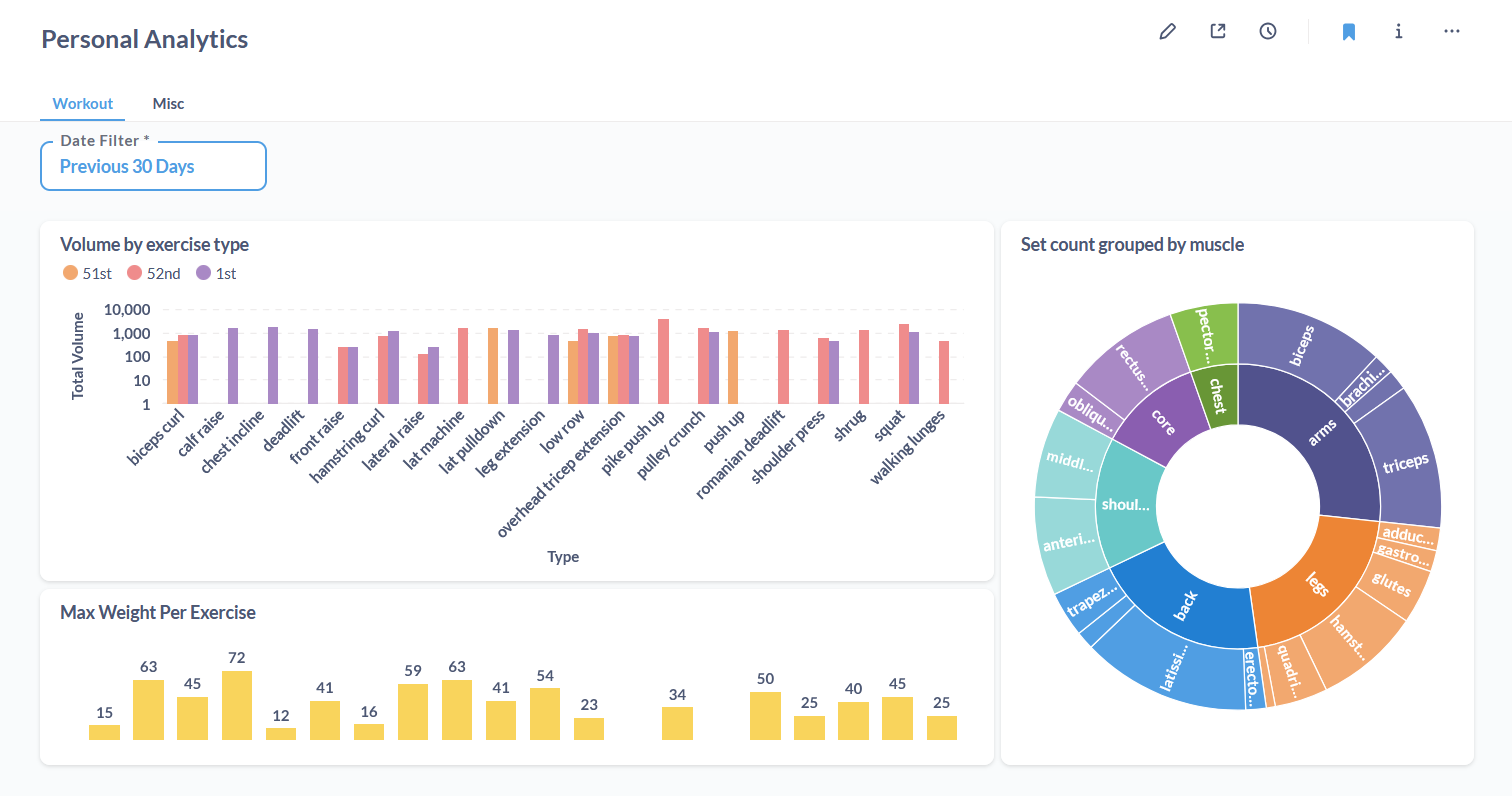 Personal Analytics
Workout Misc
Date Filter *
Previous 30 Days
Volume by exercise type
51st 52nd 1st
Total Volume
10,000
1,000
100
10
1
biceps curl
calf raise
chest incline
deadlift
front raise
hamstring curl
lateral raise
lat machine
lat pulldown
leg extension
low row
overhead tricep extension
pike push up
pulley crunch
push up
romanian deadlift
shoulder press
shrug
squat
walking lunges
Type
Max Weight Per Exercise
15
63
45
72
12
41
16
59
63
41
54
23
34
50
25
40
45
25
Set count grouped by muscle
biceps
brachi...
triceps
adduc...
gastro...
glutes
hamst...
quadri...
erecto...
latissi...
trapez...
anteri...
middl...
obliqu...
rectus...
pector...
arms
legs
back
shoul...
core
chest